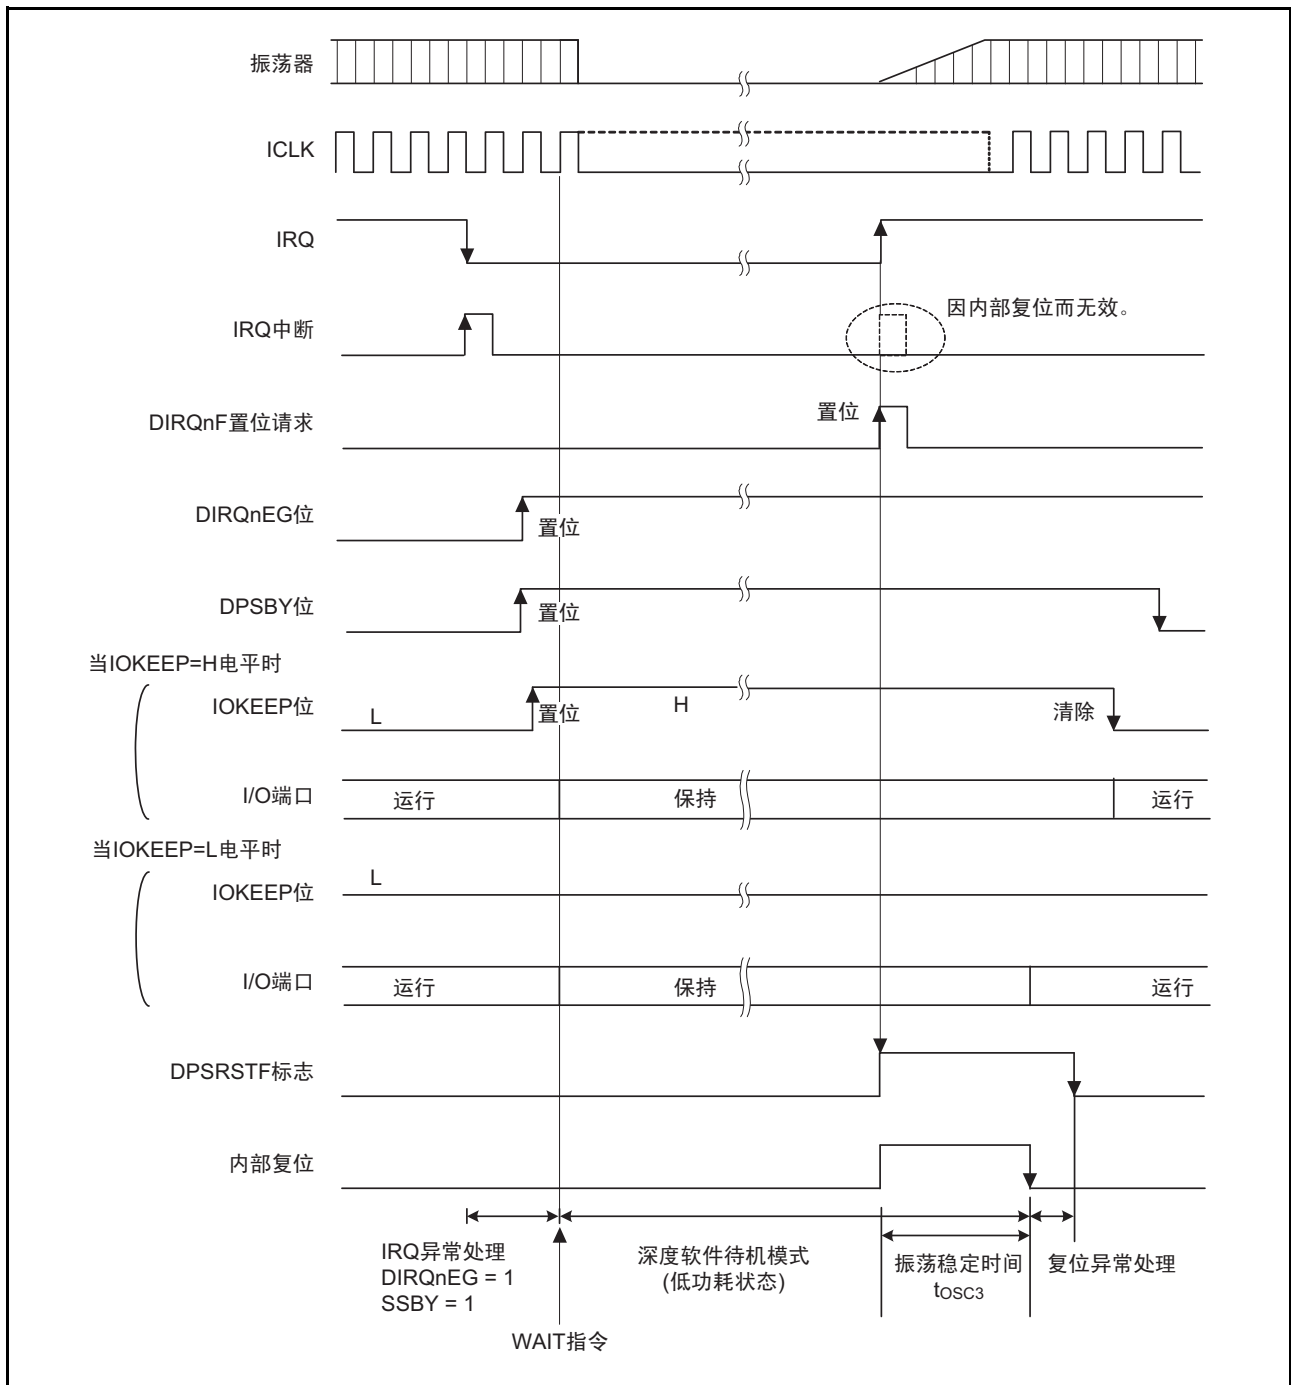 振荡器
ICLK
IRQ
IRQ中断
因内部复位而无效。
DIRQnF置位请求
置位
DIRQnEG位
置位
DPSBY位
置位
当IOKEEP=H电平时
IOKEEP位
L
置位
H
清除
I/O端口
运行
保持
运行
当IOKEEP=L电平时
IOKEEP位
L
I/O端口
运行
保持
运行
DPSRSTF标志
内部复位
IRQ异常处理
DIRQnEG = 1
SSBY = 1
深度软件待机模式
(低功耗状态)
振荡稳定时间
tOSC3
复位异常处理
WAIT指令